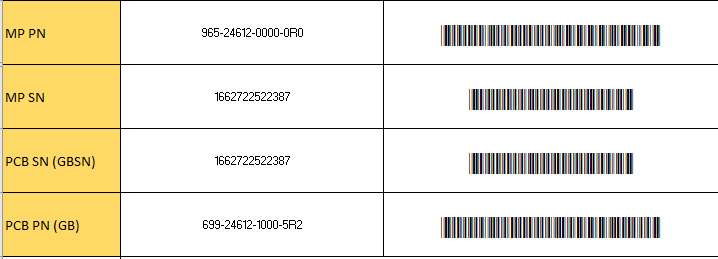 MP PN 965-24612-0000-0R0
MP SN 1662722522387
PCB SN (GBSN) 1662722522387
PCB PN (GB) 699-24612-1000-5R2